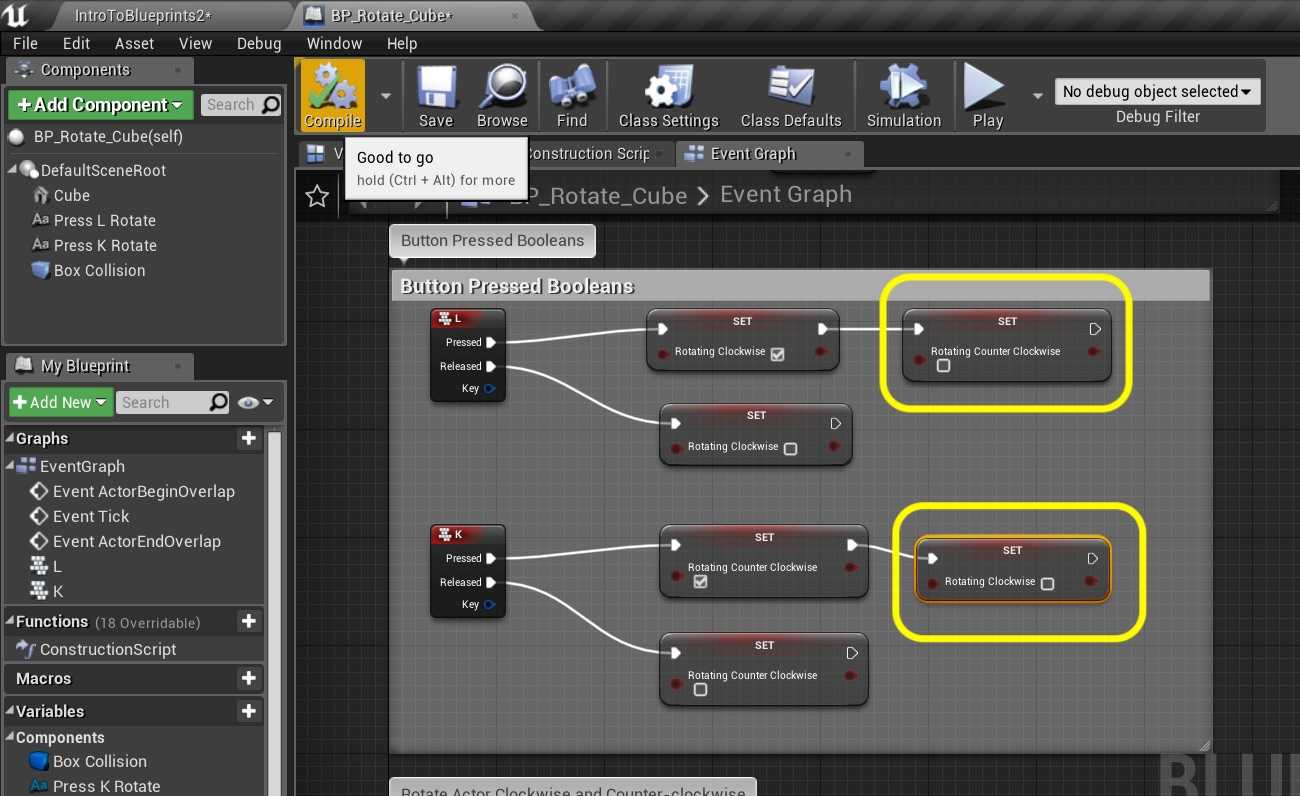 IntroToBlueprints2*
BP_Rotate_Cube*
File Edit Asset View Debug Window Help
Components
+Add Component
Search
BP_Rotate_Cube(self)
DefaultSceneRoot
Cube
Aa Press L Rotate
Aa Press K Rotate
Box Collision
Compile
Save
Browse
Find
Class Settings
Class Defaults
Simulation
Play
No debug object selected
Debug Filter
V
Good to go
hold (Ctrl + Alt) for more
onstruction Scrip
Event Graph
P_Rotate_Cube > Event Graph
My Blueprint
+Add New
Search
Graphs +
EventGraph
Event ActorBeginOverlap
Event Tick
Event ActorEndOverlap
L
K
Functions (18 Overridable) +
ConstructionScript
Macros +
Variables +
Components
Box Collision
Aa Press K Rotate
Button Pressed Booleans
Button Pressed Booleans
L
Pressed
Released
Key
SET
Rotating Clockwise
SET
Rotating Counter Clockwise
SET
Rotating Clockwise
K
Pressed
Released
Key
SET
Rotating Counter Clockwise
SET
Rotating Clockwise
SET
Rotating Counter Clockwise
Rotate Actor Clockwise and Counter-clockwise
BLU